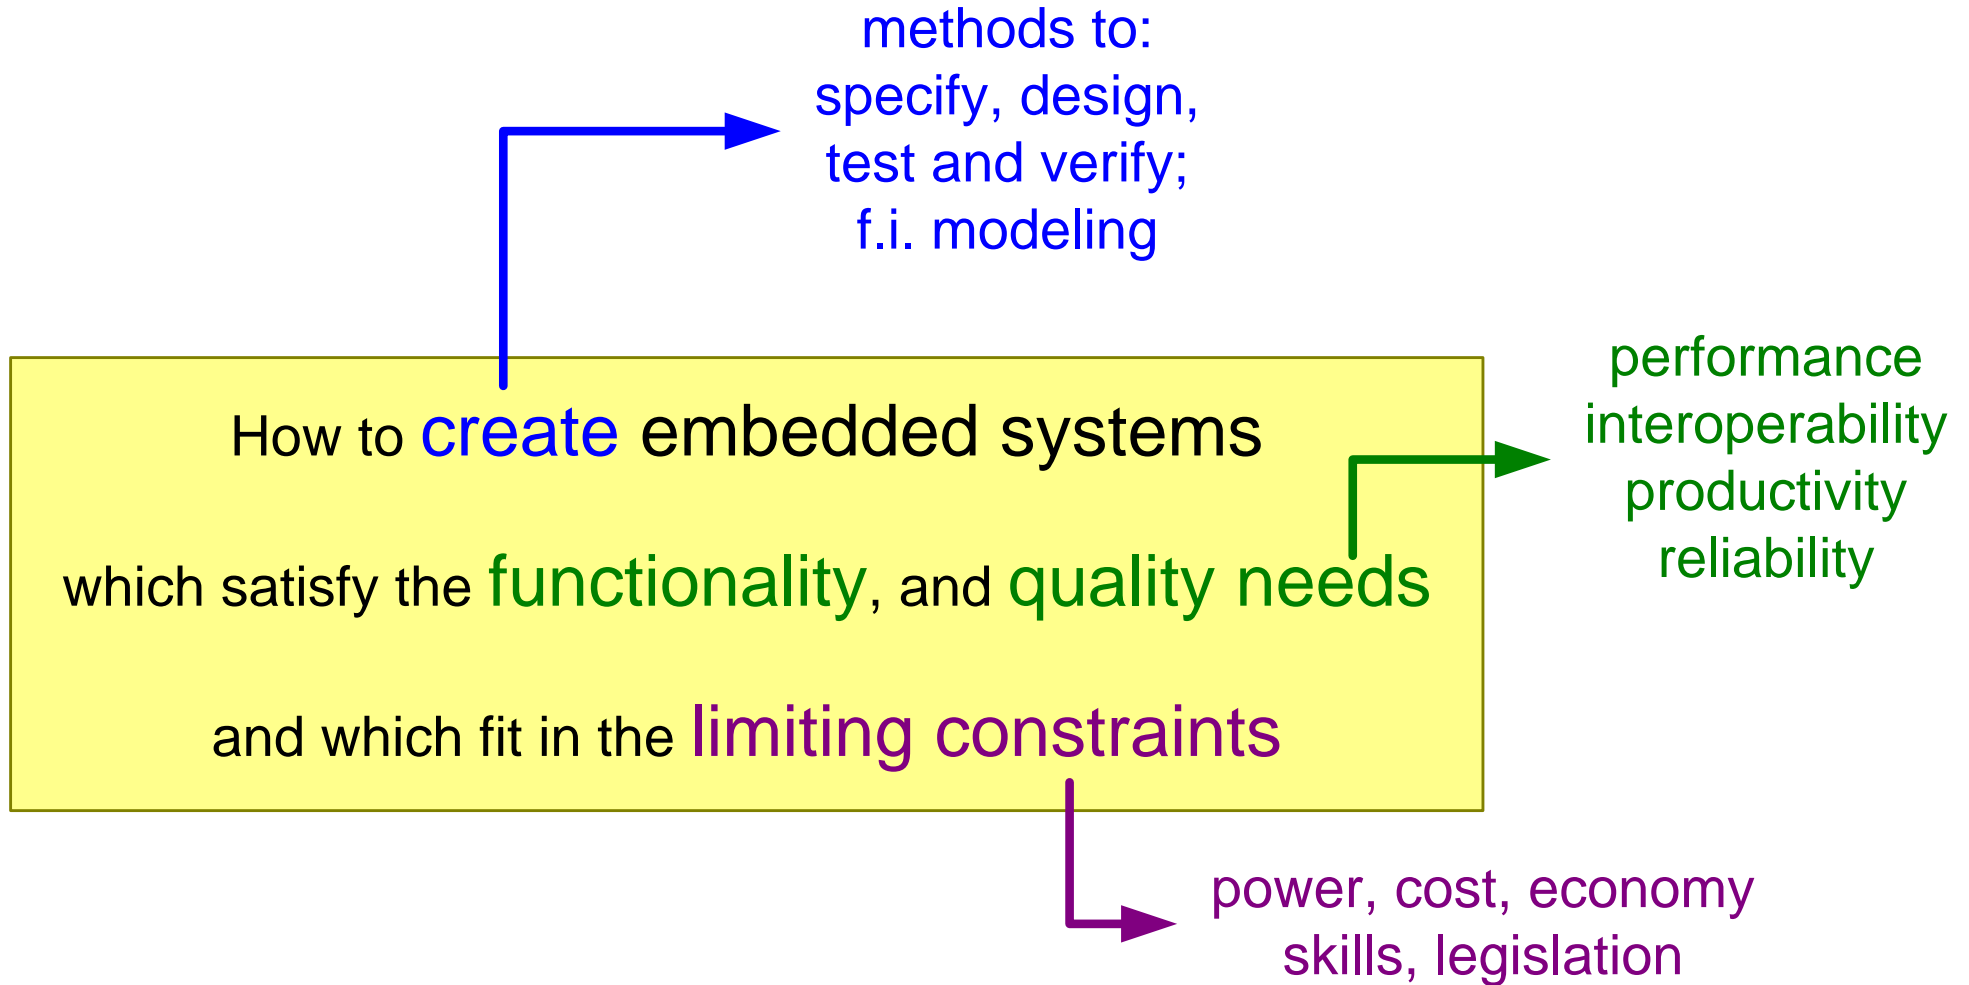 methods to:
specify, design,
test and verify;
f.i. modeling
How to create embedded systems
which satisfy the functionality, and quality needs
and which fit in the limiting constraints
performance
interoperability
productivity
reliability
power, cost, economy
skills, legislation